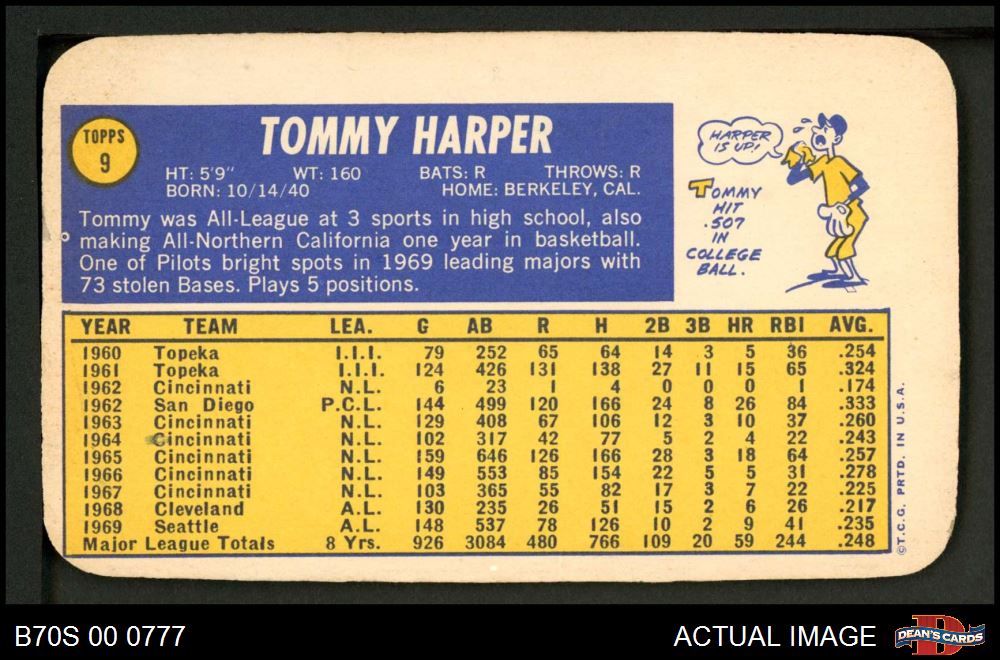 TOPPS
9
TOMMY HARPER
HT: 5'9" WT: 160 BATS: R THROWS: R
BORN: 10/14/40 HOME: BERKELEY, CAL.
Tommy was All-League at 3 sports in high school, also
making All-Northern California one year in basketball.
One of Pilots bright spots in 1969 leading majors with
73 stolen Bases. Plays 5 positions.
HARPER
IS UP!
TOMMY
HIT
.507
IN
COLLEGE
BALL.
YEAR TEAM LEA. G AB R H 2B 3B HR RBI AVG.
1960 Topeka I.I.I. 79 252 65 64 14 3 5 36 .254
1961 Topeka I.I.I. 124 426 131 138 27 11 15 65 .324
1962 Cincinnati N.L. 6 23 1 4 0 0 0 1 .174
1962 San Diego P.C.L. 144 499 120 166 24 8 26 84 .333
1963 Cincinnati N.L. 129 408 67 106 12 3 10 37 .260
1964 Cincinnati N.L. 102 317 42 77 5 2 4 22 .243
1965 Cincinnati N.L. 159 646 126 166 28 3 18 64 .257
1966 Cincinnati N.L. 149 553 85 154 22 5 5 31 .278
1967 Cincinnati N.L. 103 365 55 82 17 3 7 22 .225
1968 Cleveland A.L. 130 235 26 51 15 2 6 26 .217
1969 Seattle A.L. 148 537 78 126 10 2 9 41 .235
Major League Totals 8 Yrs. 926 3084 480 766 109 20 59 244 .248
©T.C.G. PRTD. IN U.S.A.
B70S 00 0777
ACTUAL IMAGE
D
DEAN'S CARDS